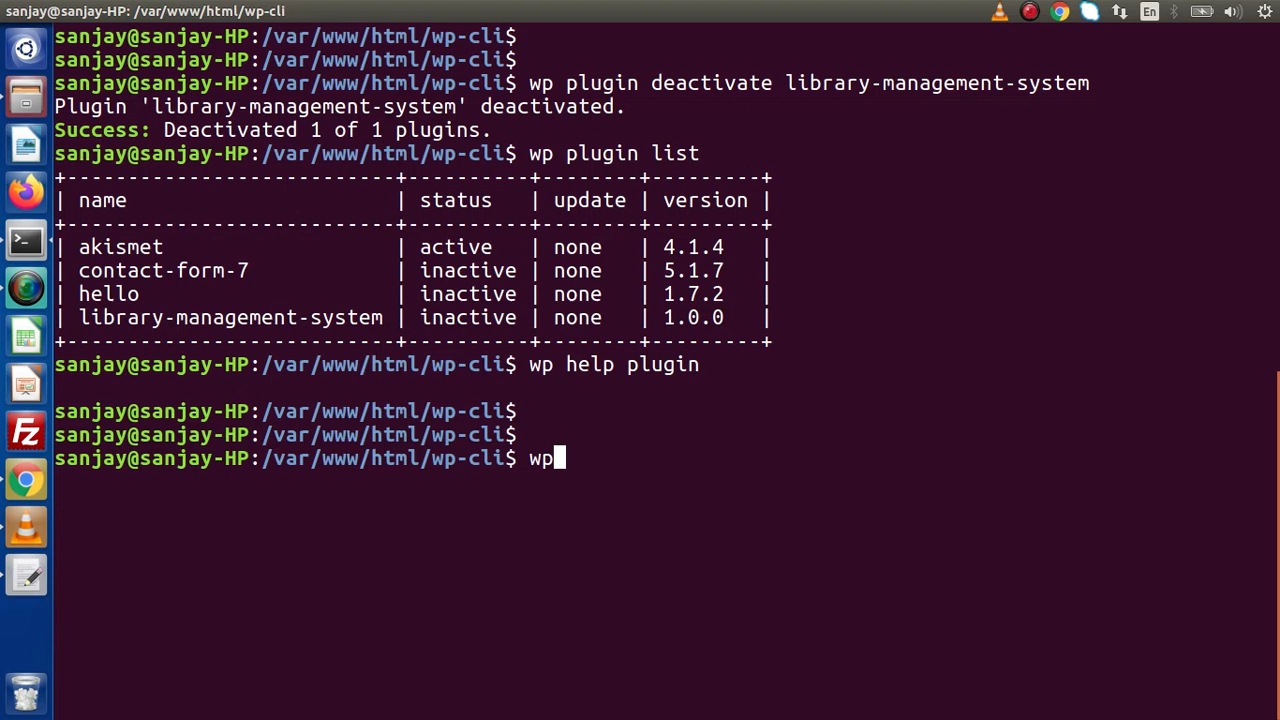 sanjay@sanjay-HP: /var/www/html/wp-cli
En
sanjay@sanjay-HP:/var/www/html/wp-cli$
sanjay@sanjay-HP:/var/www/html/wp-cli$
sanjay@sanjay-HP:/var/www/html/wp-cli$ wp plugin deactivate library-management-system
Plugin 'library-management-system' deactivated.
Success: Deactivated 1 of 1 plugins.
sanjay@sanjay-HP:/var/www/html/wp-cli$ wp plugin list
+---------------------------+----------+--------+---------+
| name                      | status   | update | version |
+---------------------------+----------+--------+---------+
| akismet                   | active   | none   | 4.1.4   |
| contact-form-7            | inactive | none   | 5.1.7   |
| hello                     | inactive | none   | 1.7.2   |
| library-management-system | inactive | none   | 1.0.0   |
+---------------------------+----------+--------+---------+
sanjay@sanjay-HP:/var/www/html/wp-cli$ wp help plugin
sanjay@sanjay-HP:/var/www/html/wp-cli$
sanjay@sanjay-HP:/var/www/html/wp-cli$
sanjay@sanjay-HP:/var/www/html/wp-cli$ wp
Fz